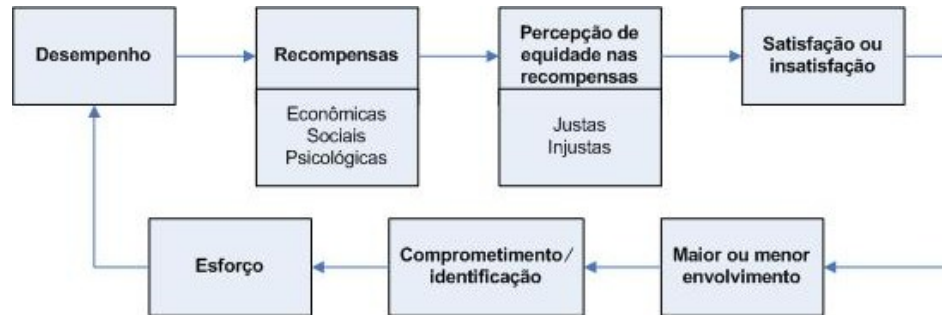 Desempenho
Recompensas
Econômicas
Sociais
Psicológicas
Percepção de
equidade nas
recompensas
Justas
Injustas
Satisfação ou
insatisfação
Maior ou menor
envolvimento
Comprometimento/
identificação
Esforço